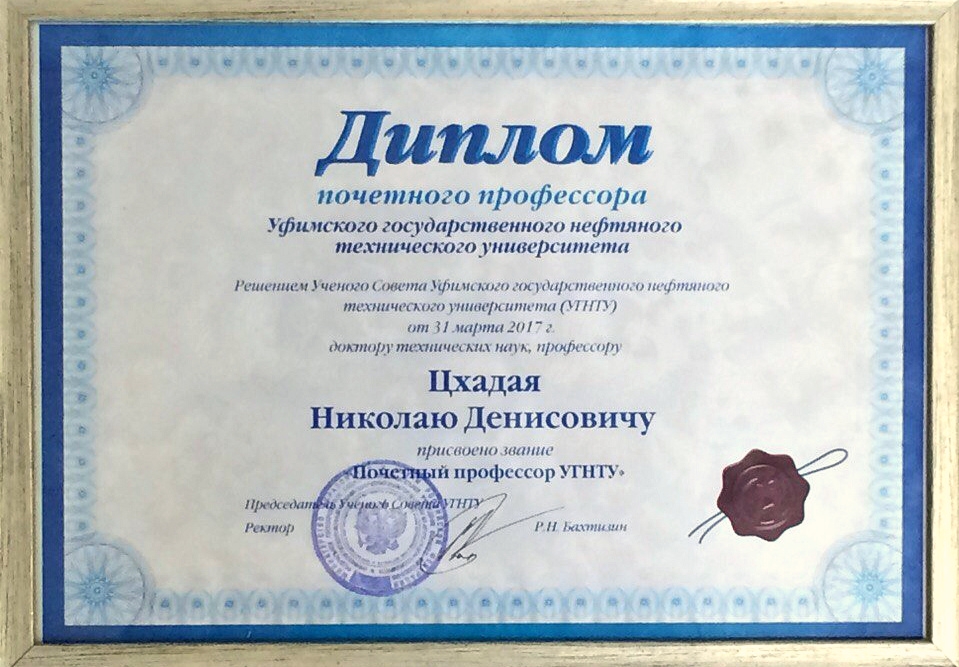 Диплом
почетного профессора
Уфимского государственного нефтяного
технического университета
Решением Ученого Совета Уфимского государственного нефтяного
технического университета (УГНТУ)
от 31 марта 2017 г.
доктору технических наук, профессору
Цхадая
Николаю Денисовичу
присвоено звание
«Почетный профессор УГНТУ»
Председатель Ученого Совета УГНТУ
Ректор Р.Н. Бахтизин